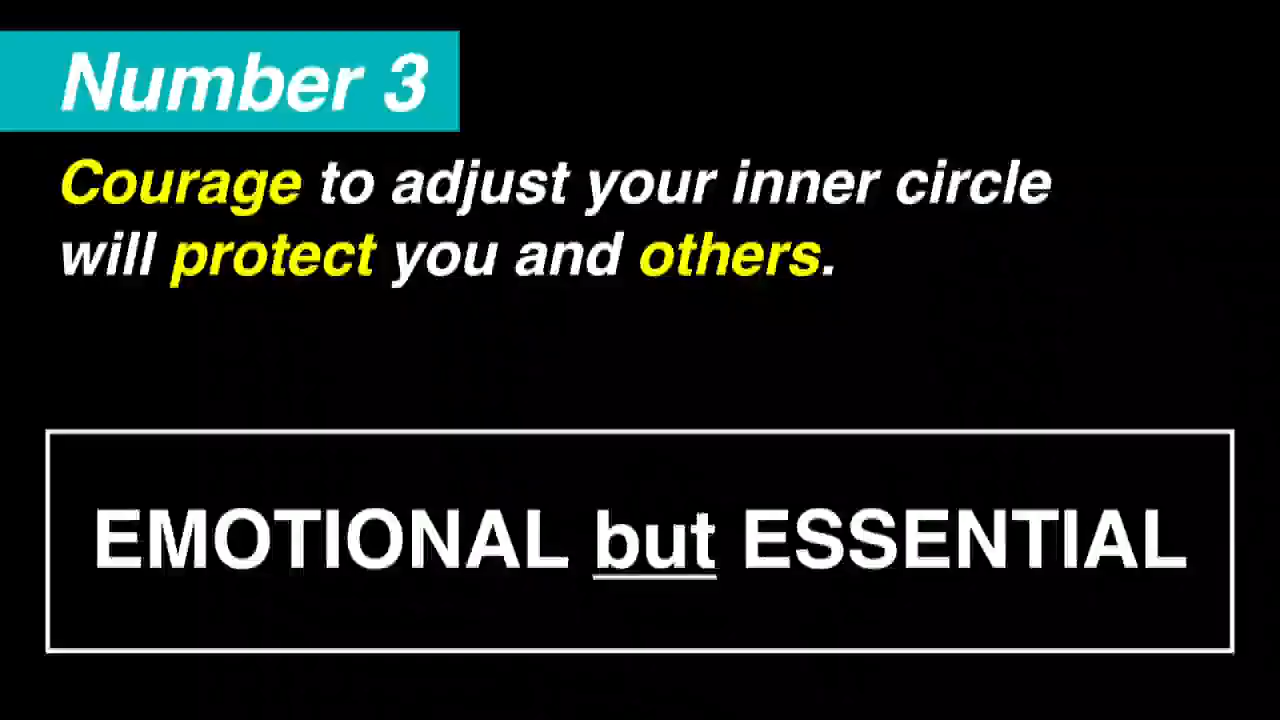 Number 3
Courage to adjust your inner circle
will protect you and others.
EMOTIONAL but ESSENTIAL